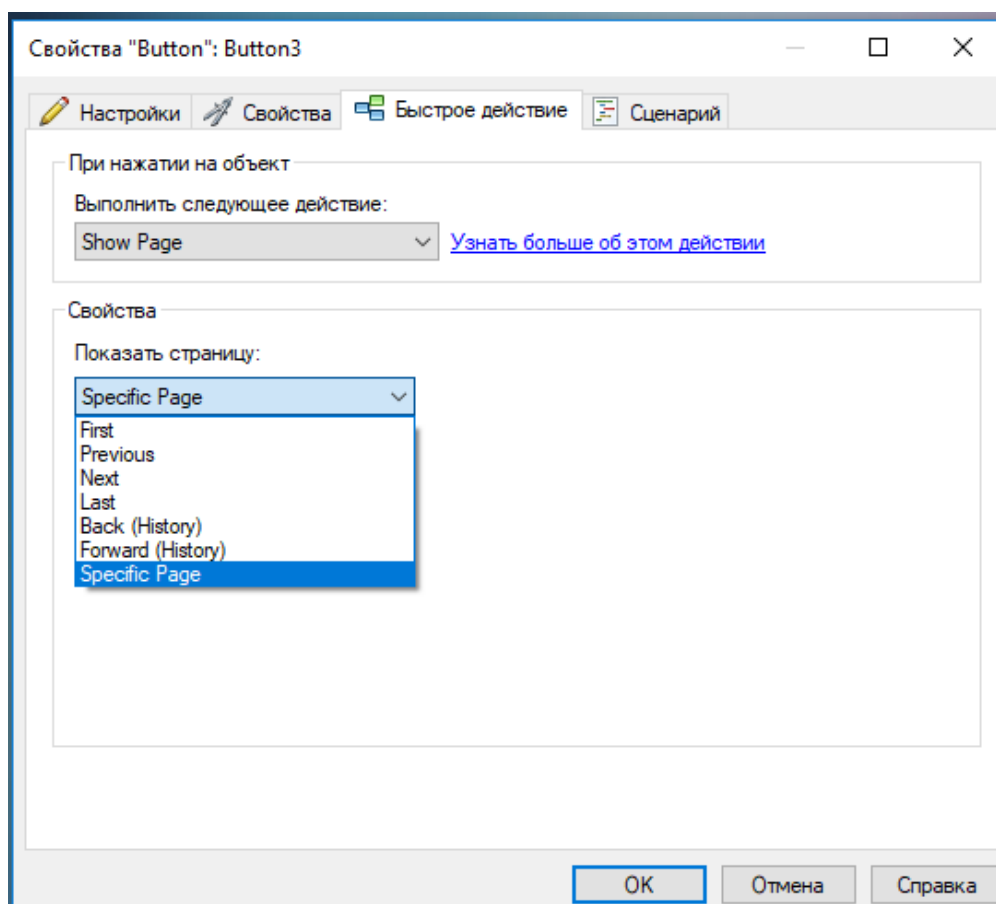 Свойства "Button": Button3
Настройки Свойства Быстрое действие Сценарий
При нажатии на объект
Выполнить следующее действие:
Show Page Узнать больше об этом действии
Свойства
Показать страницу:
Specific Page
First
Previous
Next
Last
Back (History)
Forward (History)
Specific Page
OK Отмена Справка